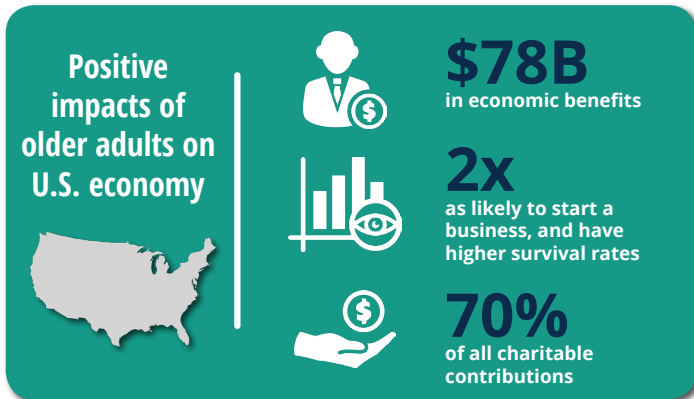 Positive
impacts of
older adults on
U.S. economy
$
$78B
in economic benefits
2x
as likely to start a
business, and have
higher survival rates
$
70%
of all charitable
contributions